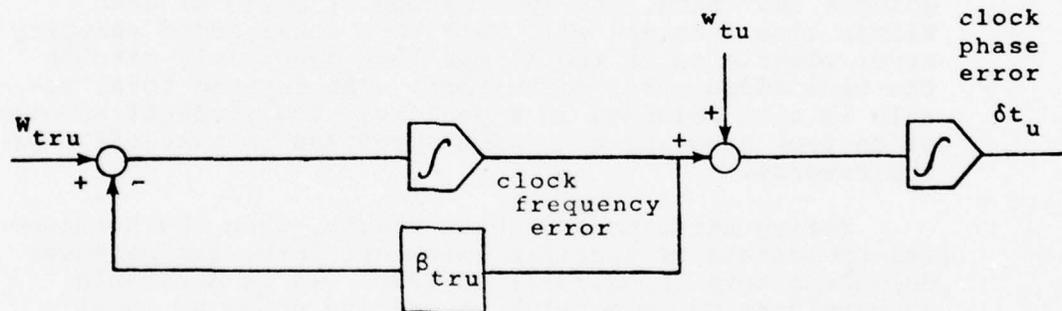 clock
phase
error
w_tu
δt_u
w_tru
+
-
∫
+
+
∫
clock
frequency
error
β_tru